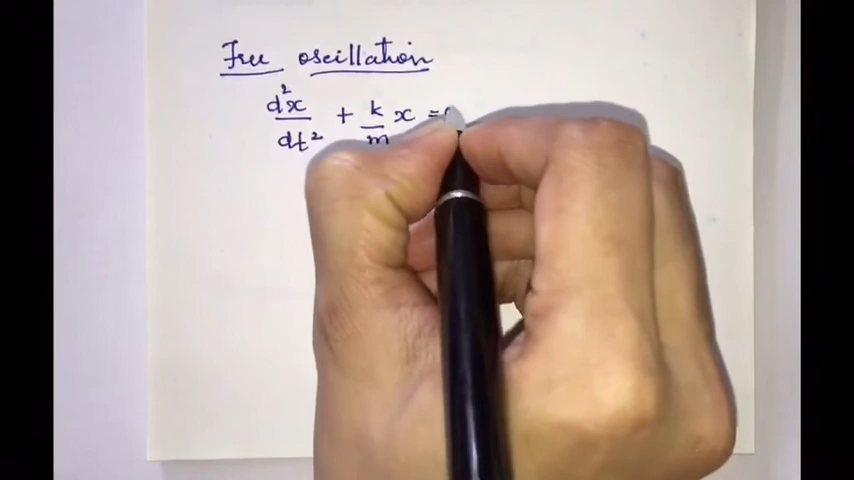 Free oscillation
d²x/dt² + k/m x =